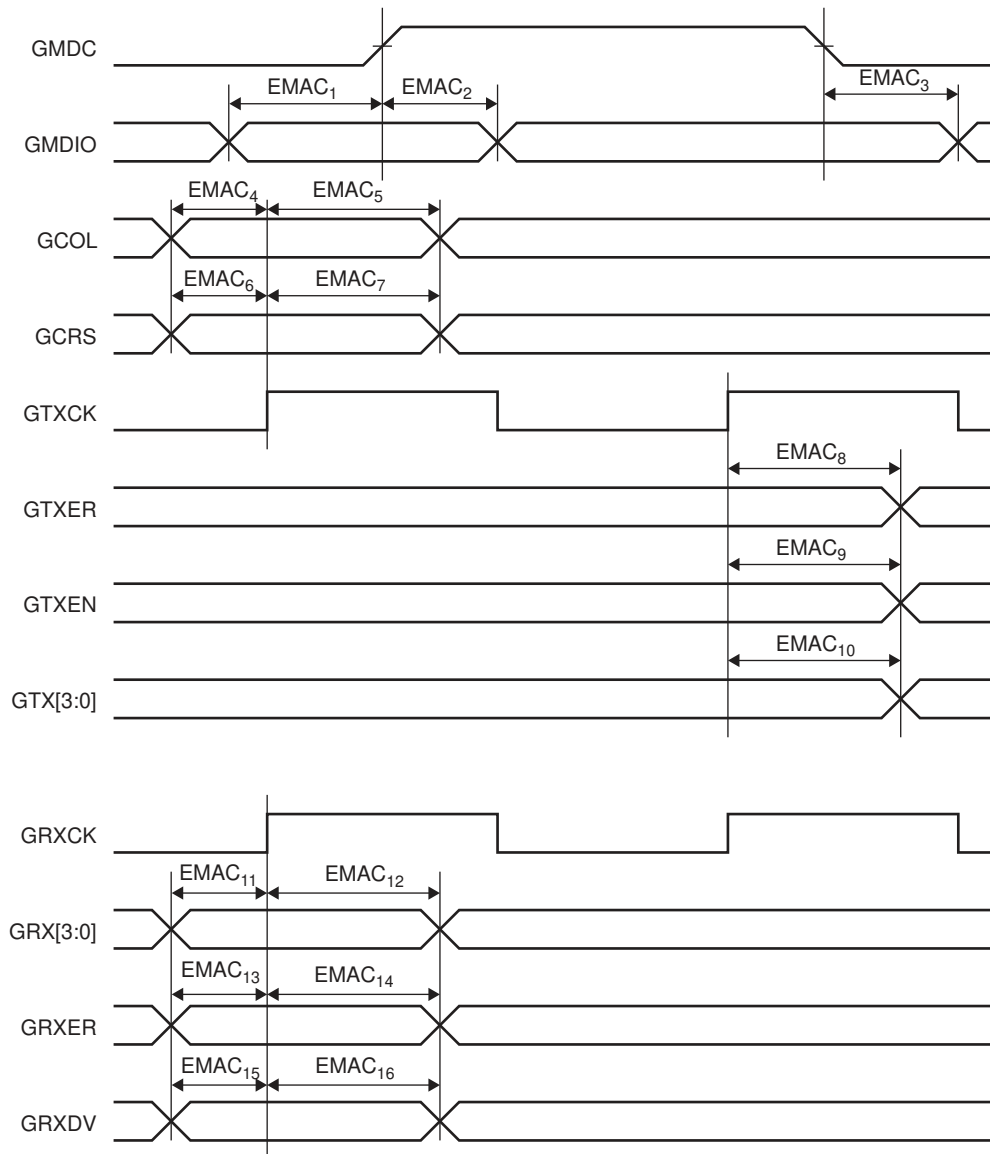 GMDC
EMAC1 EMAC2 EMAC3
GMDIO
EMAC4 EMAC5
GCOL
EMAC6 EMAC7
GCRS
GTXCK
EMAC8
GTXER
EMAC9
GTXEN
EMAC10
GTX[3:0]
GRXCK
EMAC11 EMAC12
GRX[3:0]
EMAC13 EMAC14
GRXER
EMAC15 EMAC16
GRXDV